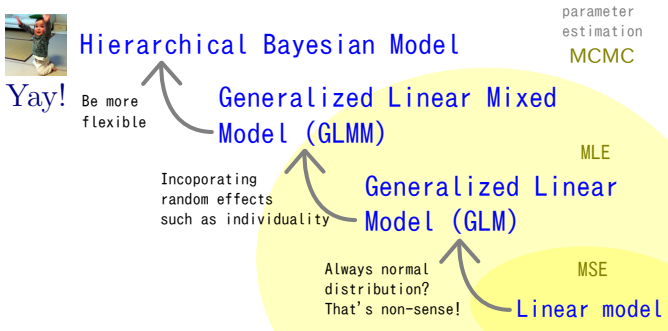 parameter
estimation
MCMC
Hierarchical Bayesian Model
Yay!
Be more
flexible
Generalized Linear Mixed
Model (GLMM)
MLE
Incoporating
random effects
such as individuality
Generalized Linear
Model (GLM)
Always normal
distribution?
That's non-sense!
MSE
Linear model